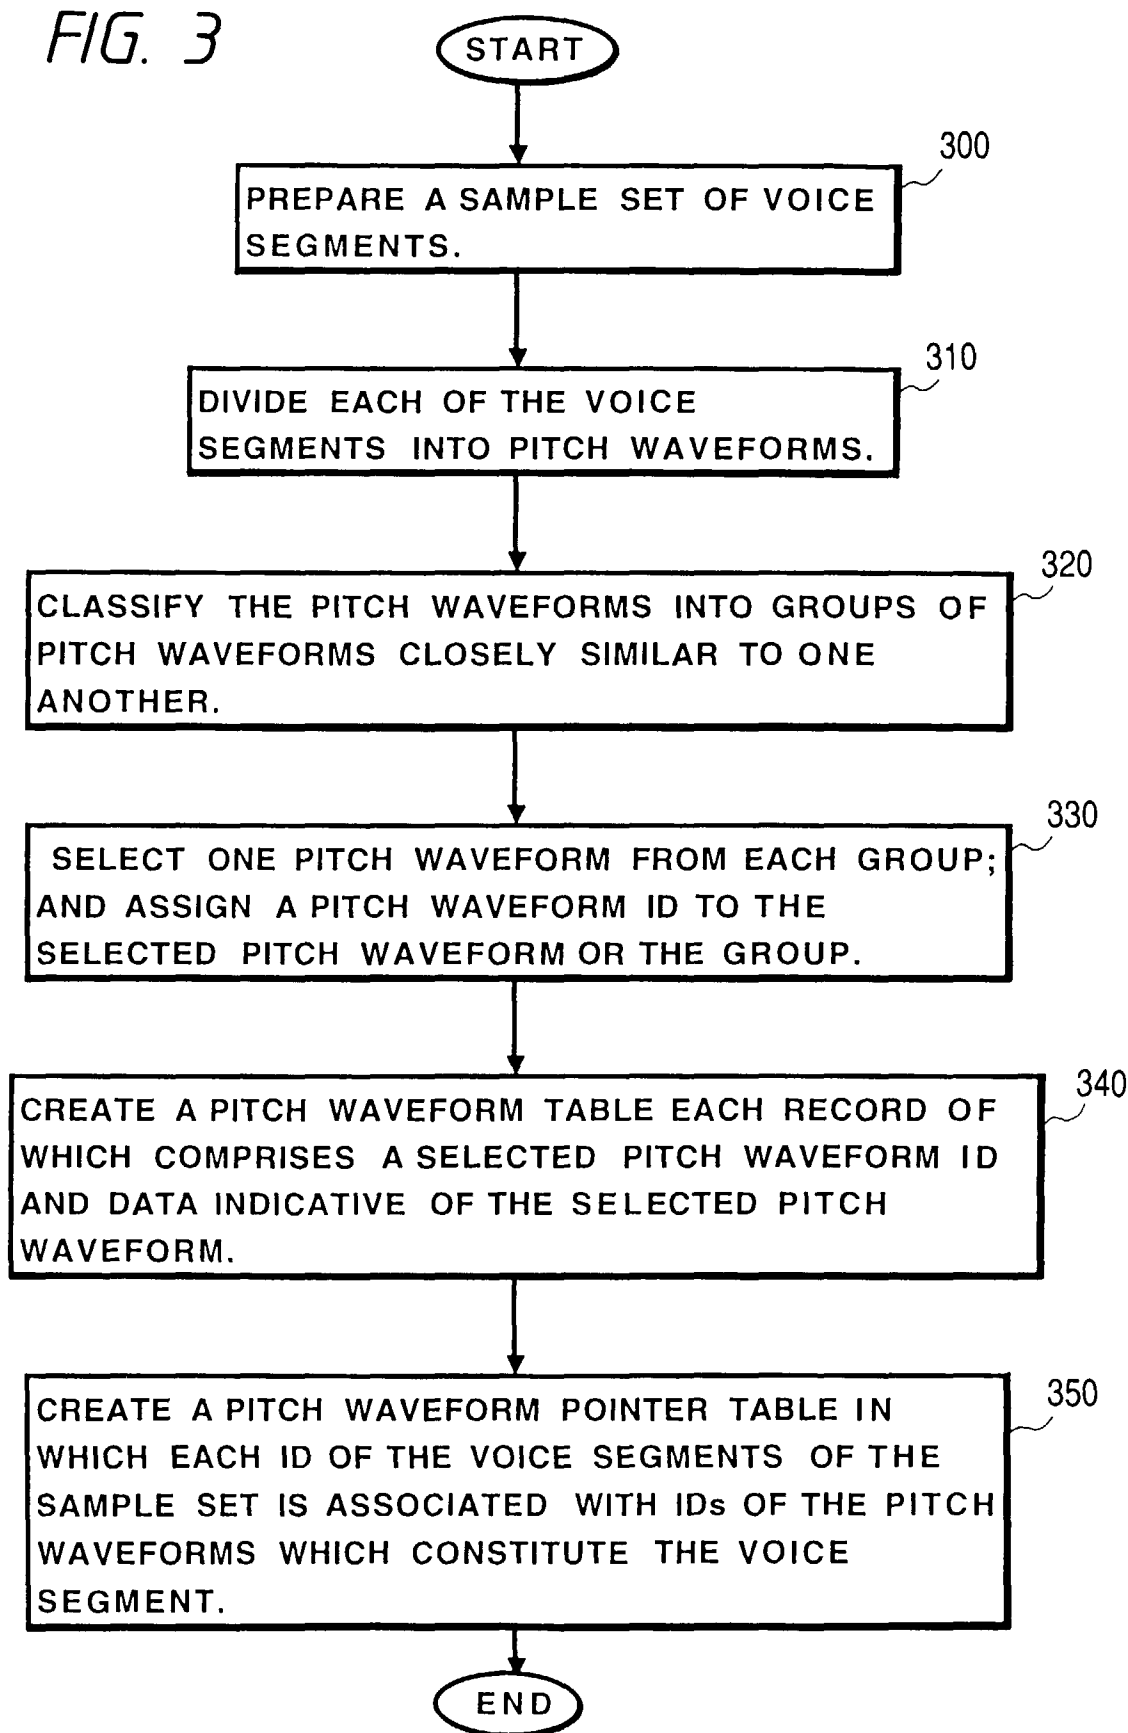 FIG. 3
START
300
PREPARE A SAMPLE SET OF VOICE
SEGMENTS.
310
DIVIDE EACH OF THE VOICE
SEGMENTS INTO PITCH WAVEFORMS.
320
CLASSIFY THE PITCH WAVEFORMS INTO GROUPS OF
PITCH WAVEFORMS CLOSELY SIMILAR TO ONE
ANOTHER.
330
SELECT ONE PITCH WAVEFORM FROM EACH GROUP;
AND ASSIGN A PITCH WAVEFORM ID TO THE
SELECTED PITCH WAVEFORM OR THE GROUP.
340
CREATE A PITCH WAVEFORM TABLE EACH RECORD OF
WHICH COMPRISES A SELECTED PITCH WAVEFORM ID
AND DATA INDICATIVE OF THE SELECTED PITCH
WAVEFORM.
350
CREATE A PITCH WAVEFORM POINTER TABLE IN
WHICH EACH ID OF THE VOICE SEGMENTS OF THE
SAMPLE SET IS ASSOCIATED WITH IDs OF THE PITCH
WAVEFORMS WHICH CONSTITUTE THE VOICE
SEGMENT.
END